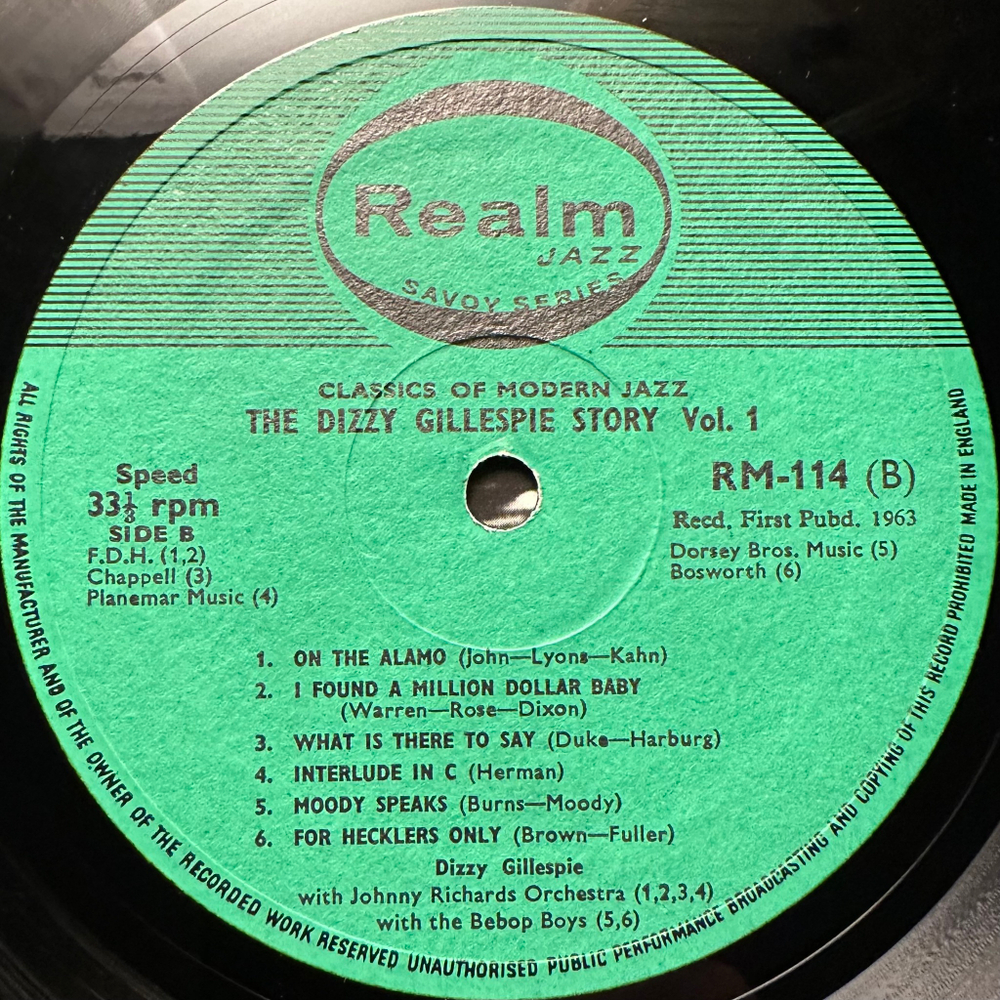 Realm
JAZZ
SAVOY SERIES
CLASSICS OF MODERN JAZZ
THE DIZZY GILLESPIE STORY Vol. 1
Speed
33⅓ rpm
SIDE B
F.D.H. (1,2)
Chappell (3)
Planemar Music (4)
RM-114 (B)
Recd. First Pubd. 1963
Dorsey Bros. Music (5)
Bosworth (6)
1. ON THE ALAMO (John—Lyons—Kahn)
2. I FOUND A MILLION DOLLAR BABY
(Warren—Rose—Dixon)
3. WHAT IS THERE TO SAY (Duke—Harburg)
4. INTERLUDE IN C (Herman)
5. MOODY SPEAKS (Burns—Moody)
6. FOR HECKLERS ONLY (Brown—Fuller)
Dizzy Gillespie
with Johnny Richards Orchestra (1,2,3,4)
with the Bebop Boys (5,6)
ALL RIGHTS OF THE MANUFACTURER AND OF THE OWNER OF THE RECORDED WORK RESERVED UNAUTHORISED PUBLIC PERFORMANCE BROADCASTING AND COPYING OF THIS RECORD PROHIBITED MADE IN ENGLAND